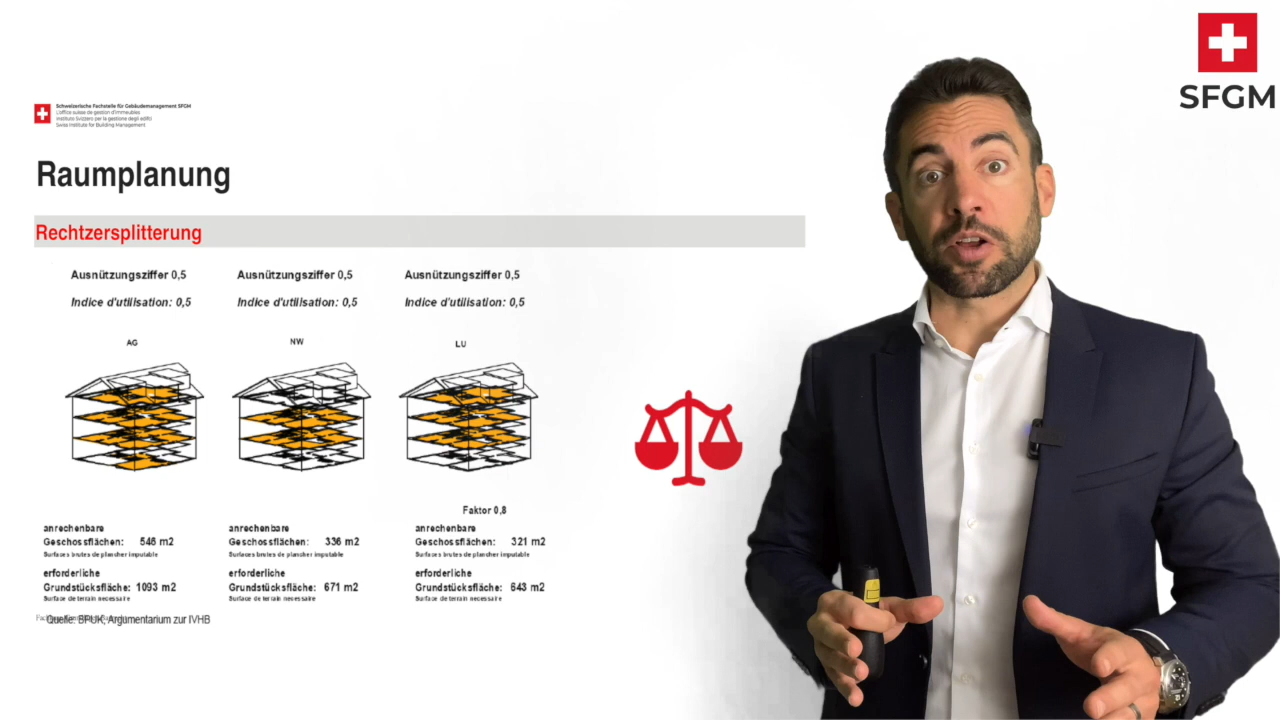 SFGM
Schweizerische Fachstelle für Gebäudemanagement SFGM
L'office suisse de gestion d'immeubles
Instituto Svizzero per la gestione degli edifici
Swiss Institute for Building Management
Raumplanung
Rechtzersplitterung
Ausnützungsziffer 0,5 Ausnützungsziffer 0,5 Ausnützungsziffer 0,5
Indice d'utilisation: 0,5 Indice d'utilisation: 0,5 Indice d'utilisation: 0,5
AG NW LU
Faktor 0,8
anrechenbare anrechenbare anrechenbare
Geschossflächen: 546 m2 Geschossflächen: 336 m2 Geschossflächen: 321 m2
Surfaces brutes de plancher imputable Surfaces brutes de plancher imputable Surfaces brutes de plancher imputable
erforderliche erforderliche erforderliche
Grundstücksfläche: 1093 m2 Grundstücksfläche: 671 m2 Grundstücksfläche: 643 m2
Surface de terrain necessaire Surface de terrain necessaire Surface de terrain necessaire
Quelle: BPUK, Argumentarium zur IVHB